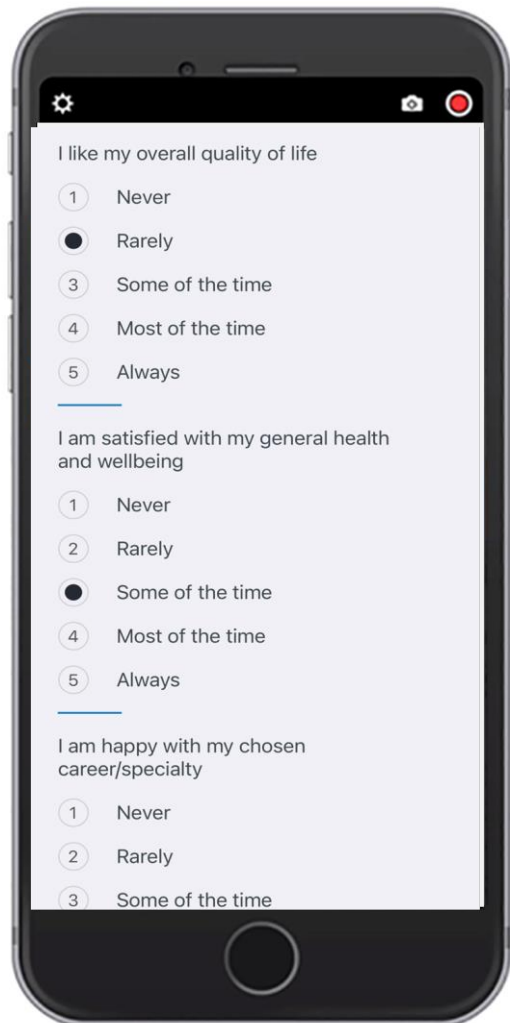 I like my overall quality of life
1 Never
Rarely
3 Some of the time
4 Most of the time
5 Always
I am satisfied with my general health
and wellbeing
1 Never
2 Rarely
Some of the time
4 Most of the time
5 Always
I am happy with my chosen
career/specialty
1 Never
2 Rarely
3 Some of the time